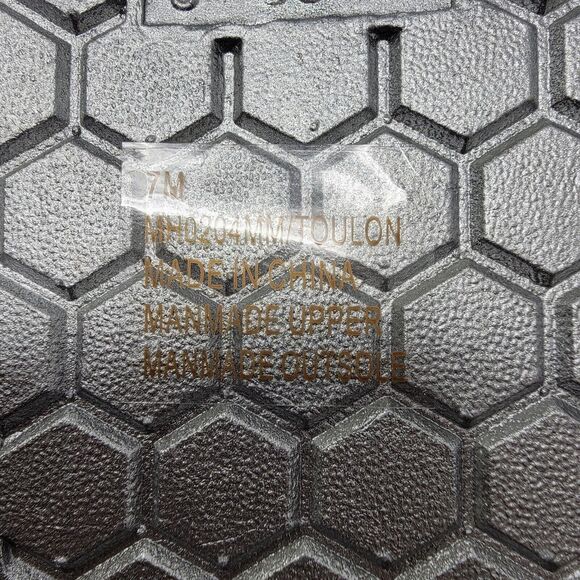 7M
MH0204MM/TOULON
MADE IN CHINA
MANMADE UPPER
MANMADE OUTSOLE